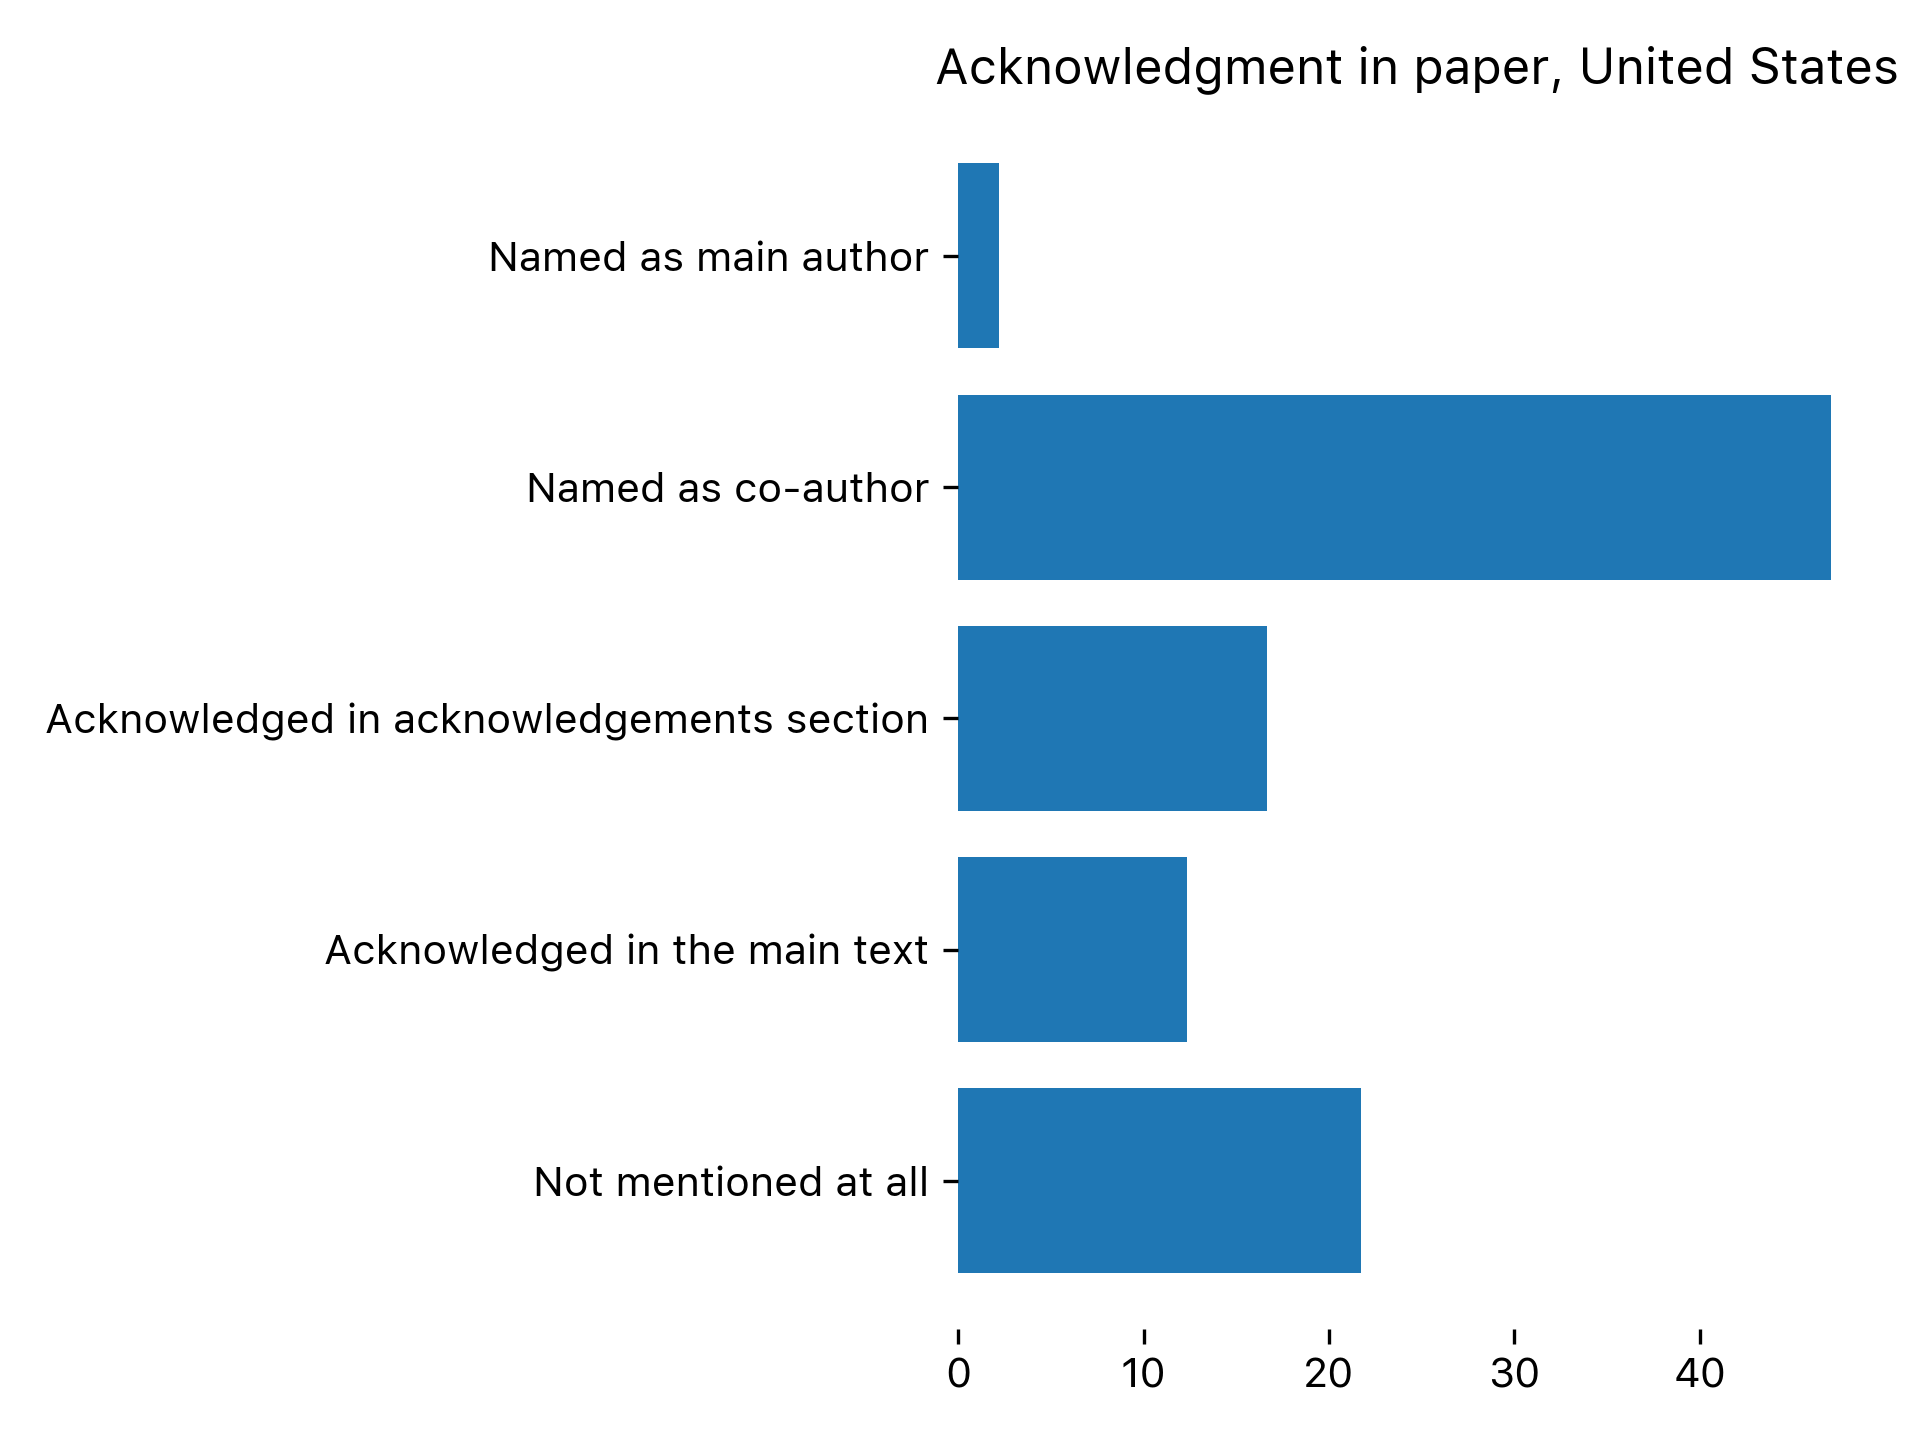 Acknowledgment in paper, United States
Named as main author
Named as co-author
Acknowledged in acknowledgements section
Acknowledged in the main text
Not mentioned at all
0 10 20 30 40